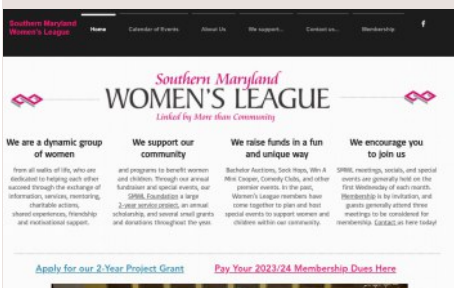 Southern Maryland
Women's League
Home
Calendar of Events
About Us
We support...
Contact us...
Membership
f
Southern Maryland
WOMEN'S LEAGUE
Linked by More than Community
We are a dynamic group
of women
from all walks of life, who are
dedicated to helping each other
succeed through the exchange of
information, services, mentoring,
charitable actions,
shared experiences, friendship
and motivational support.
We support our
community
and programs to benefit women
and children. Through our annual
fundraiser and special events, our
SMWL Foundation a large
2-year service project, an annual
scholarship, and several small grants
and donations throughout the year.
We raise funds in a fun
and unique way
Bachelor Auctions, Sock Hops, Win A
Mini Cooper, Comedy Clubs, and other
premier events. In the past,
Women's League members have
come together to plan and host
special events to support women and
children within our community.
We encourage you
to join us
SMWL meetings, socials, and special
events are generally held on the
first Wednesday of each month.
Membership is by invitation, and
guests generally attend three
meetings to be considered for
membership. Contact us here today!
Apply for our 2-Year Project Grant
Pay Your 2023/24 Membership Dues Here